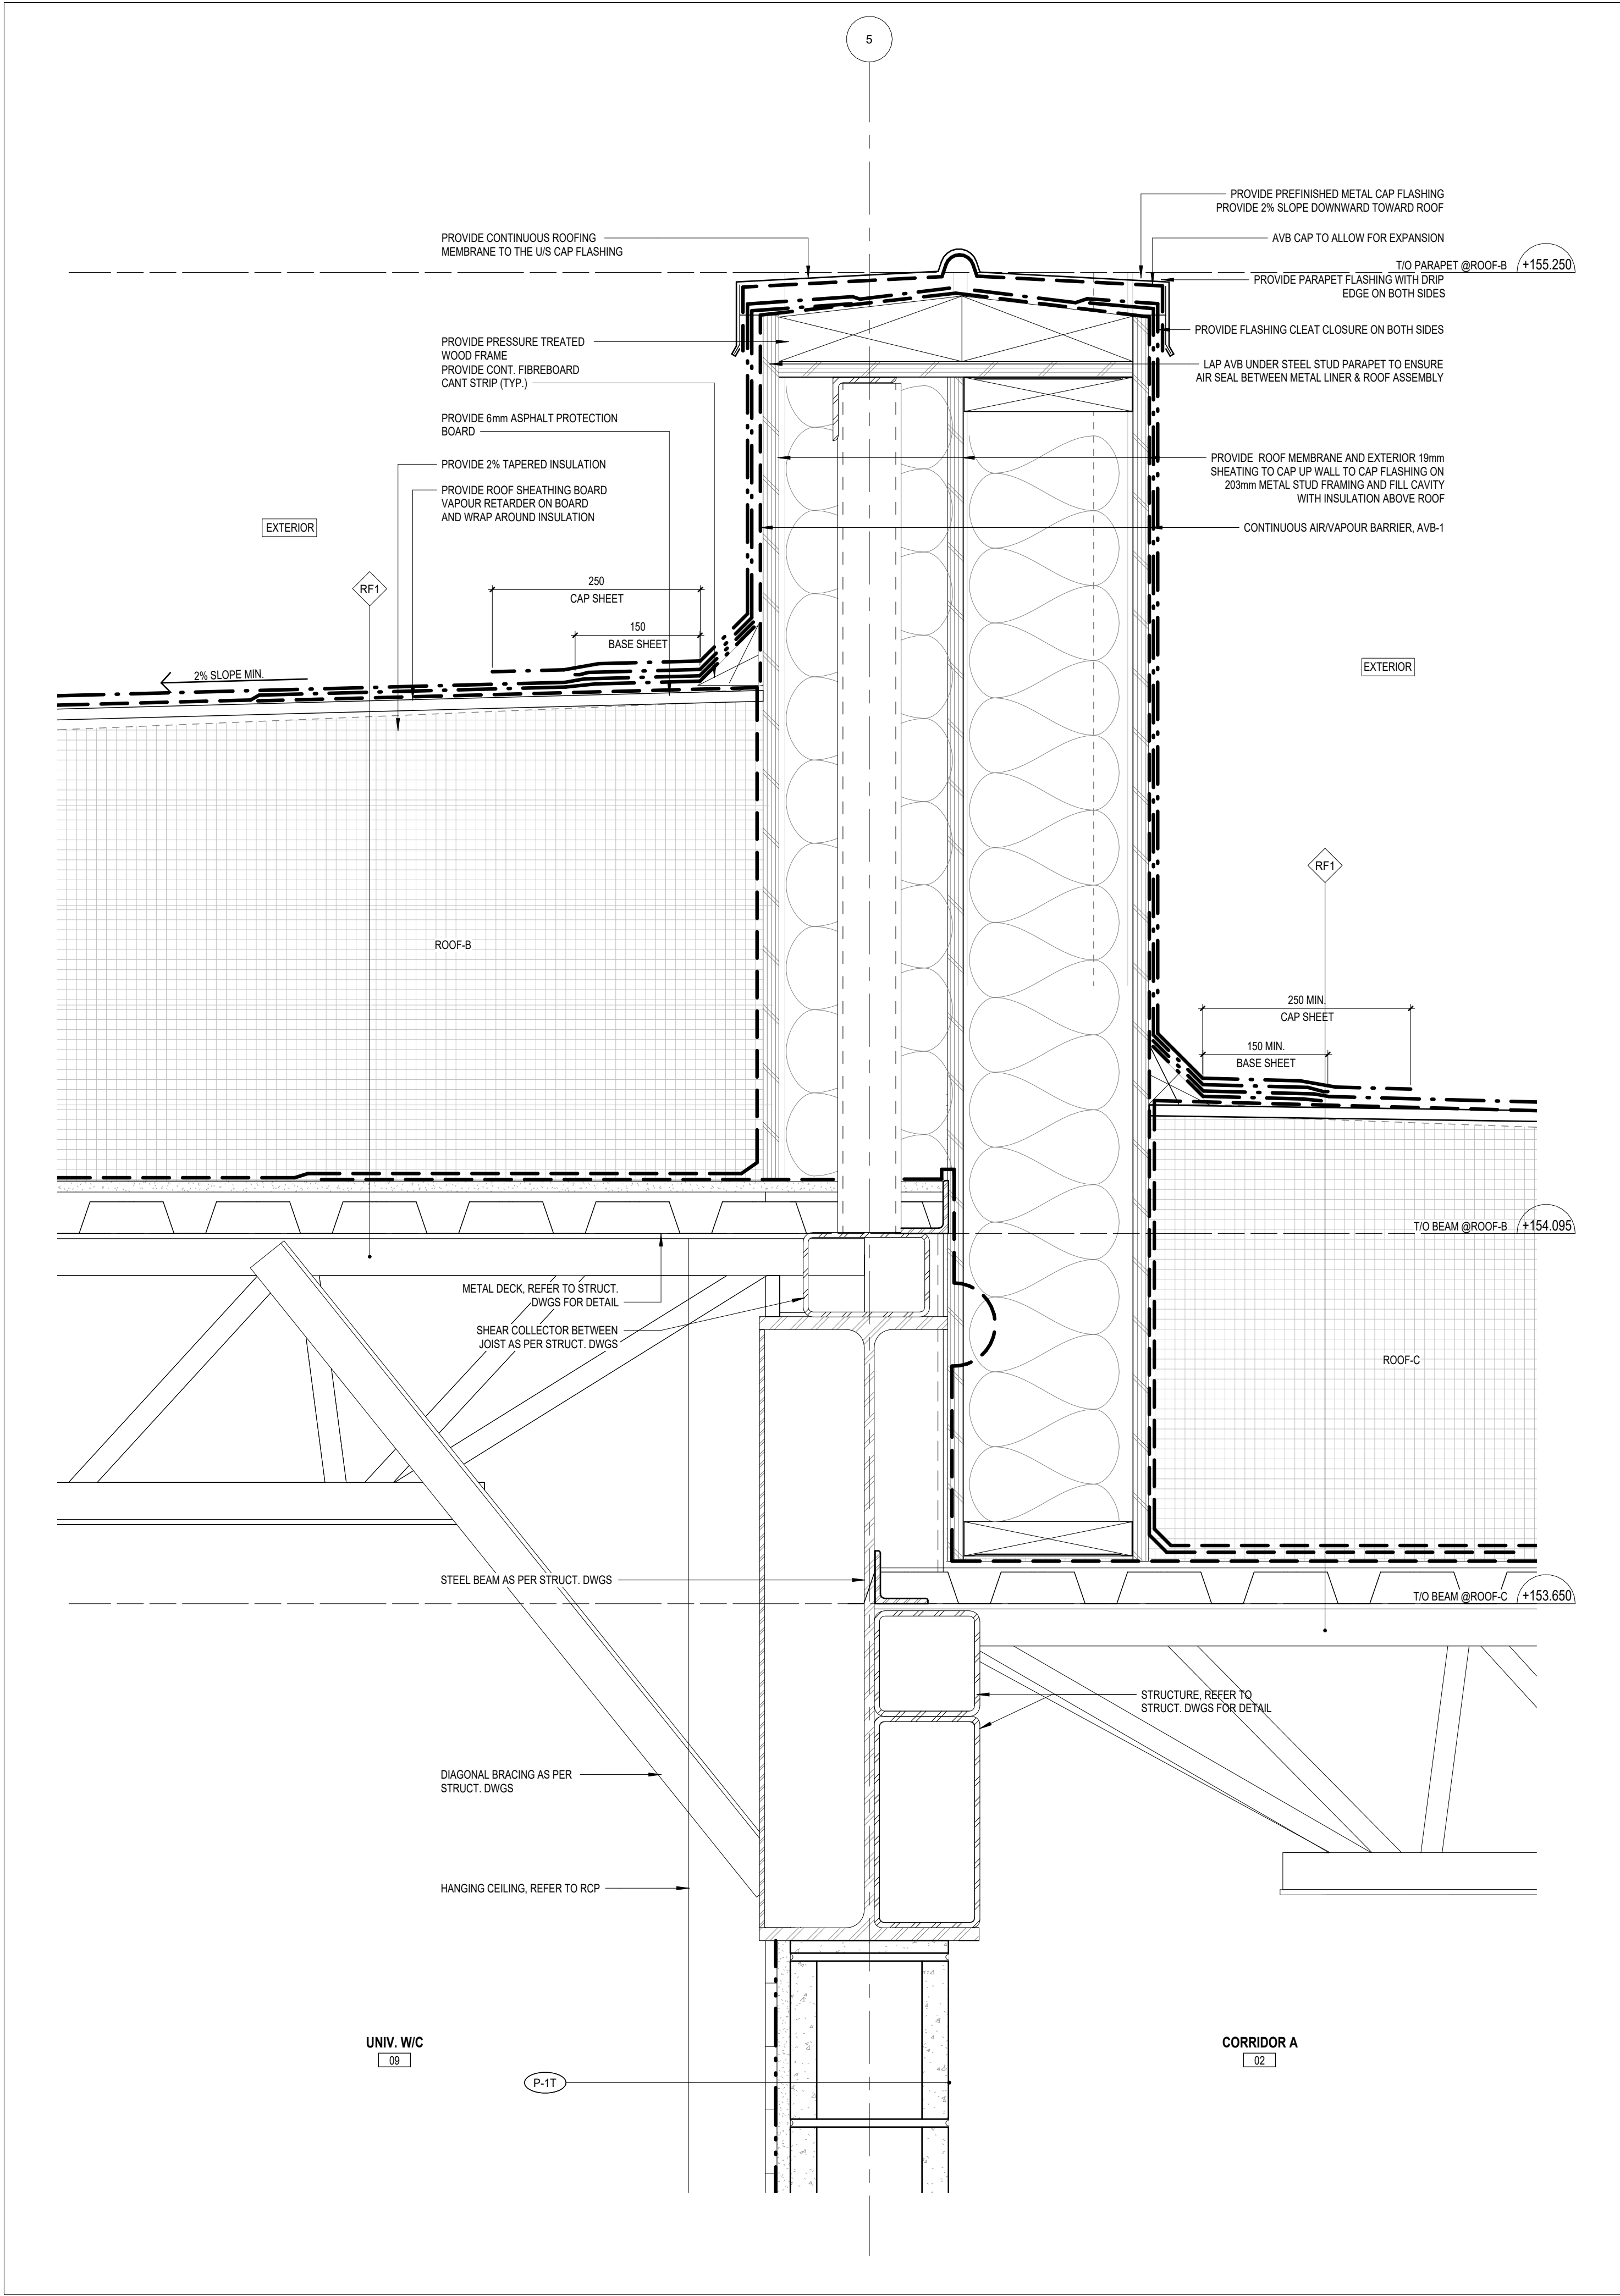 5
PROVIDE CONTINUOUS ROOFING
MEMBRANE TO THE U/S CAP FLASHING
PROVIDE PREFINISHED METAL CAP FLASHING
PROVIDE 2% SLOPE DOWNWARD TOWARD ROOF
AVB CAP TO ALLOW FOR EXPANSION
T/O PARAPET @ROOF-B +155.250
PROVIDE PARAPET FLASHING WITH DRIP
EDGE ON BOTH SIDES
PROVIDE FLASHING CLEAT CLOSURE ON BOTH SIDES
LAP AVB UNDER STEEL STUD PARAPET TO ENSURE
AIR SEAL BETWEEN METAL LINER & ROOF ASSEMBLY
PROVIDE PRESSURE TREATED
WOOD FRAME
PROVIDE CONT. FIBREBOARD
CANT STRIP (TYP.)
PROVIDE 6mm ASPHALT PROTECTION
BOARD
PROVIDE 2% TAPERED INSULATION
PROVIDE ROOF SHEATHING BOARD
VAPOUR RETARDER ON BOARD
AND WRAP AROUND INSULATION
PROVIDE ROOF MEMBRANE AND EXTERIOR 19mm
SHEATING TO CAP UP WALL TO CAP FLASHING ON
203mm METAL STUD FRAMING AND FILL CAVITY
WITH INSULATION ABOVE ROOF
CONTINUOUS AIR/VAPOUR BARRIER, AVB-1
EXTERIOR
RF1
250
CAP SHEET
150
BASE SHEET
2% SLOPE MIN.
EXTERIOR
RF1
ROOF-B
250 MIN.
CAP SHEET
150 MIN.
BASE SHEET
T/O BEAM @ROOF-B +154.095
METAL DECK, REFER TO STRUCT.
DWGS FOR DETAIL
SHEAR COLLECTOR BETWEEN
JOIST AS PER STRUCT. DWGS
ROOF-C
STEEL BEAM AS PER STRUCT. DWGS
T/O BEAM @ROOF-C +153.650
STRUCTURE, REFER TO
STRUCT. DWGS FOR DETAIL
DIAGONAL BRACING AS PER
STRUCT. DWGS
HANGING CEILING, REFER TO RCP
UNIV. W/C
09
CORRIDOR A
02
P-1T